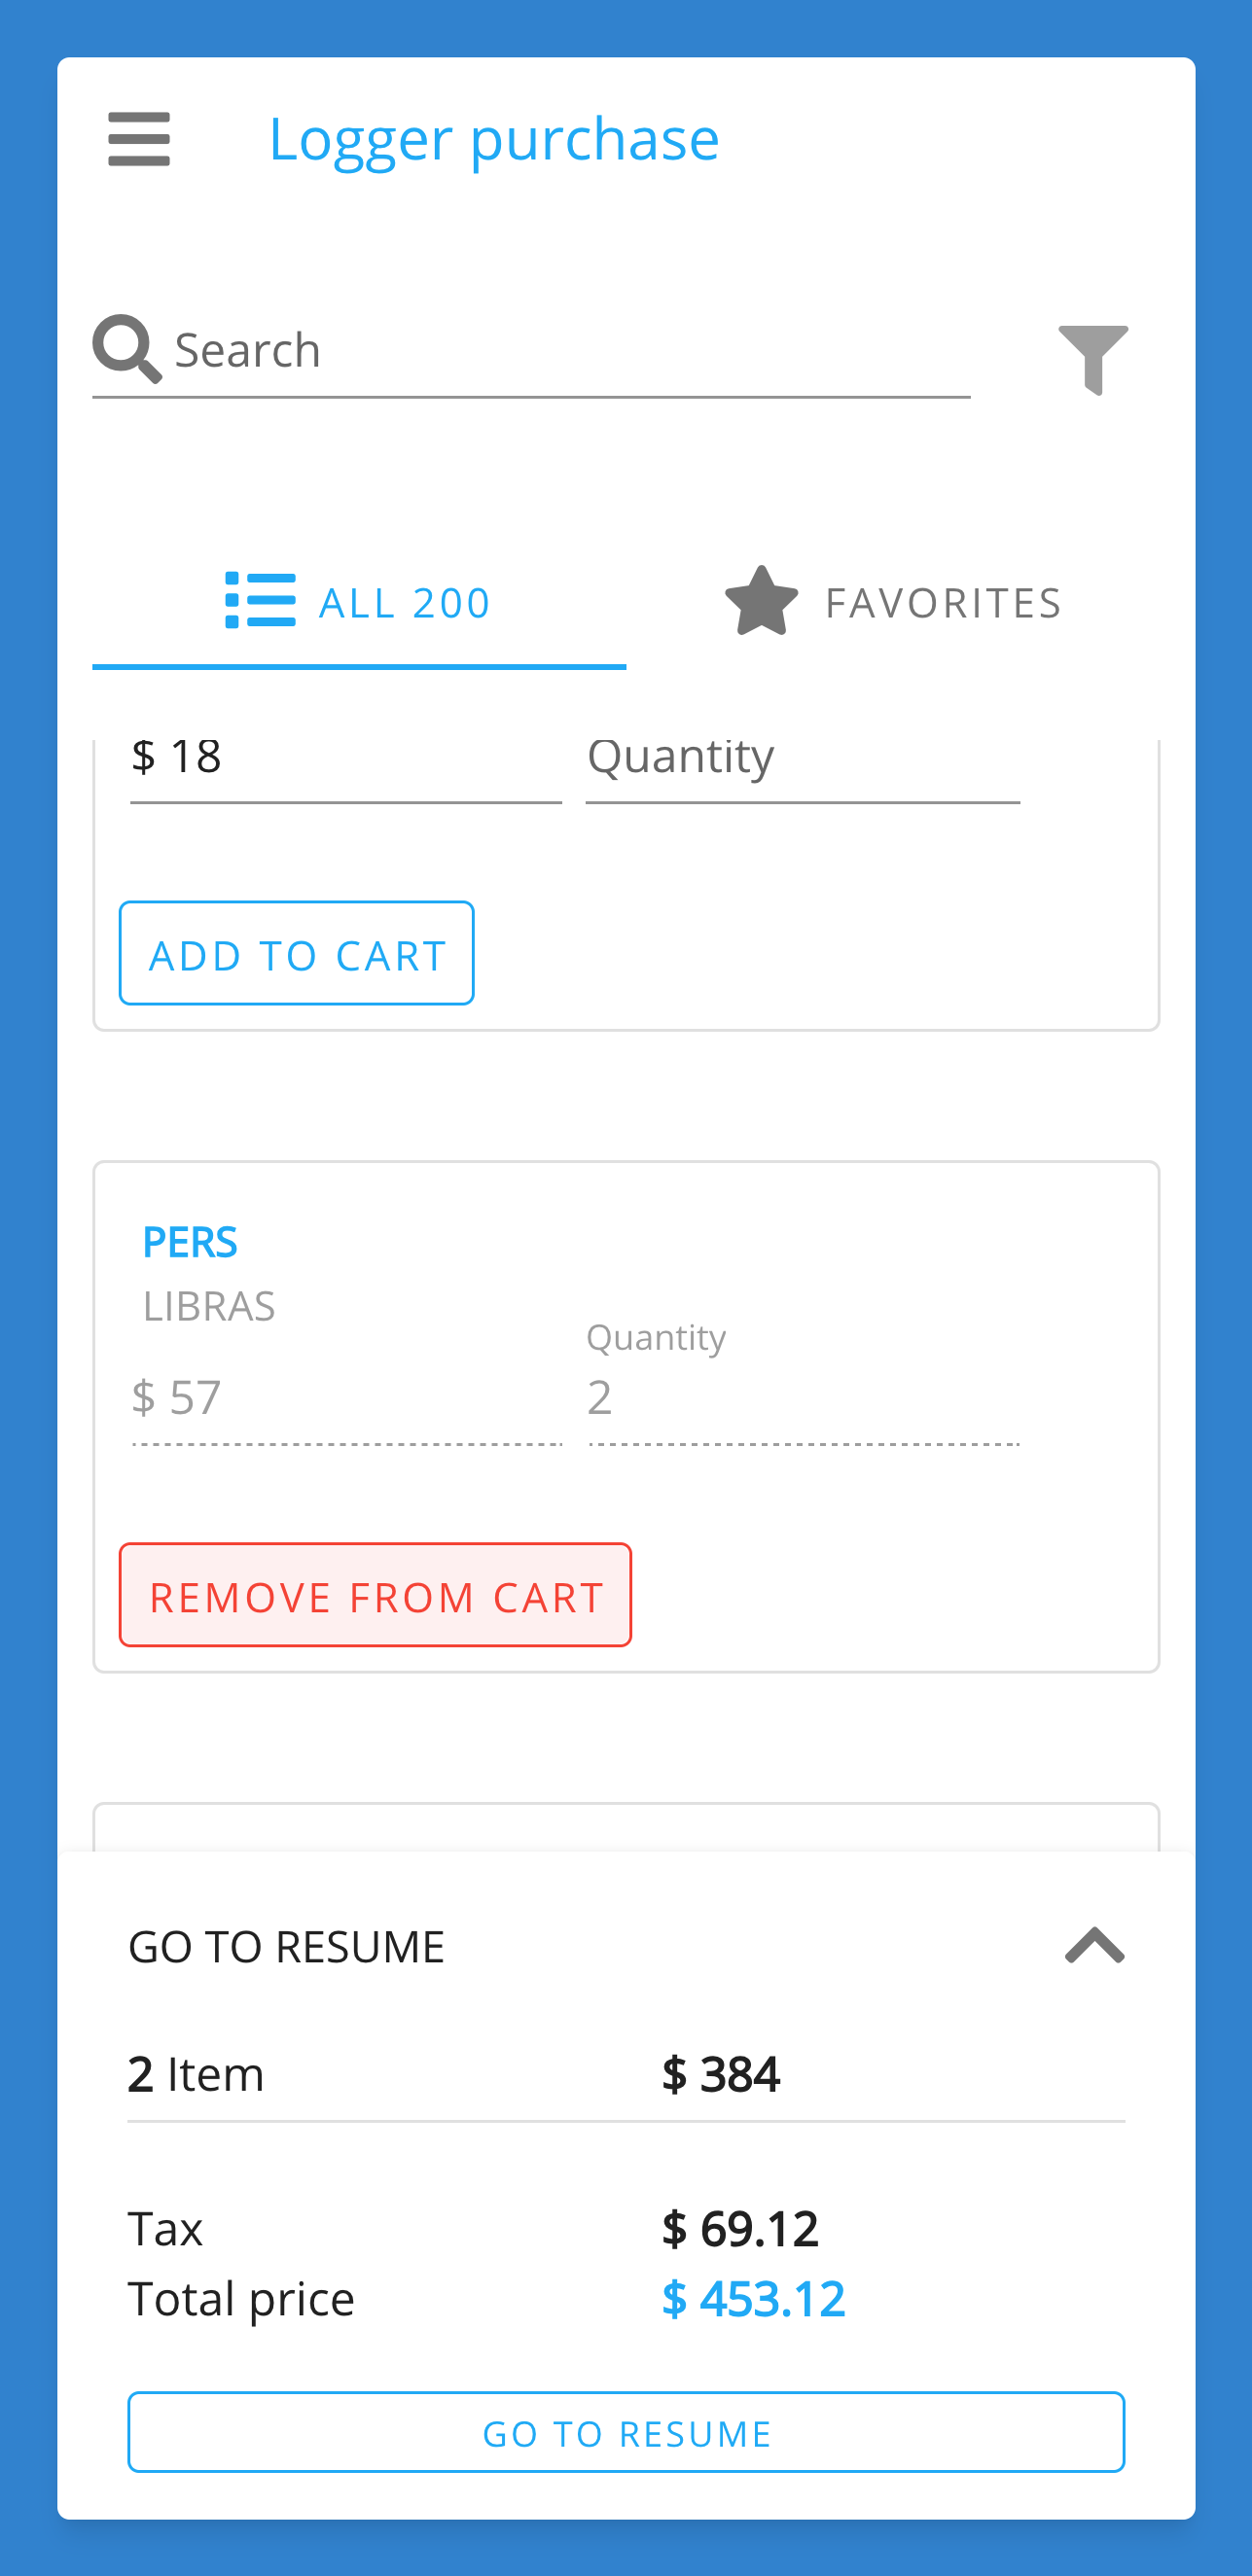 Logger purchase
Search
ALL 200
FAVORITES
$ 18
Quantity
ADD TO CART
PERS
LIBRAS
Quantity
$ 57
2
REMOVE FROM CART
GO TO RESUME
2 Item
$ 384
Tax
$ 69.12
Total price
$ 453.12
GO TO RESUME